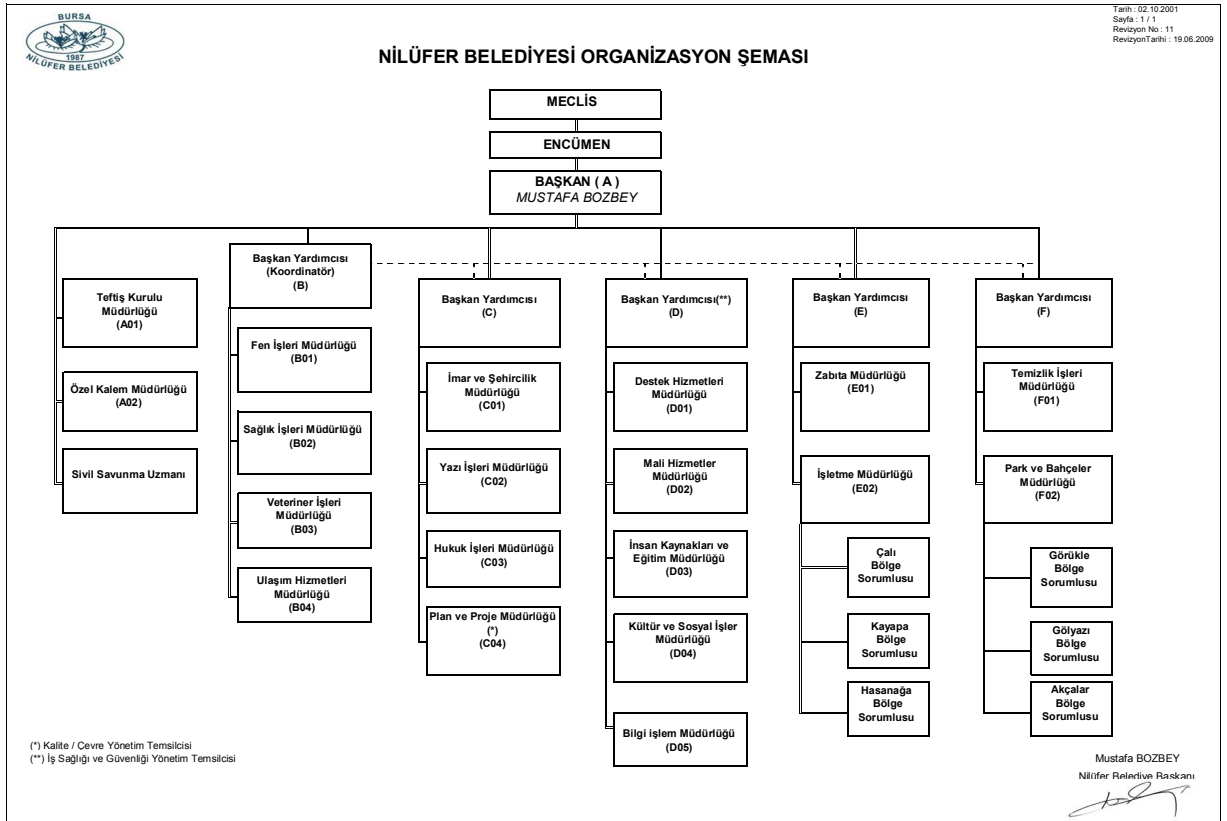 BURSA
1987
NİLÜFER BELEDİYESİ
Tarih : 02.10.2001
Sayfa : 1 / 1
Revizyon No : 11
RevizyonTarihi : 19.06.2009
NİLÜFER BELEDİYESİ ORGANİZASYON ŞEMASI
MECLİS
ENCÜMEN
BAŞKAN ( A )
MUSTAFA BOZBEY
Teftiş Kurulu
Müdürlüğü
(A01)
Özel Kalem Müdürlüğü
(A02)
Sivil Savunma Uzmanı
Başkan Yardımcısı
(Koordinatör)
(B)
Fen İşleri Müdürlüğü
(B01)
Sağlık İşleri Müdürlüğü
(B02)
Veteriner İşleri
Müdürlüğü
(B03)
Ulaşım Hizmetleri
Müdürlüğü
(B04)
Başkan Yardımcısı
(C)
İmar ve Şehircilik
Müdürlüğü
(C01)
Yazı İşleri Müdürlüğü
(C02)
Hukuk İşleri Müdürlüğü
(C03)
Plan ve Proje Müdürlüğü
(*)
(C04)
Başkan Yardımcısı(**)
(D)
Destek Hizmetleri
Müdürlüğü
(D01)
Mali Hizmetler
Müdürlüğü
(D02)
İnsan Kaynakları ve
Eğitim Müdürlüğü
(D03)
Kültür ve Sosyal İşler
Müdürlüğü
(D04)
Bilgi işlem Müdürlüğü
(D05)
Başkan Yardımcısı
(E)
Zabıta Müdürlüğü
(E01)
İşletme Müdürlüğü
(E02)
Çalı
Bölge
Sorumlusu
Kayapa
Bölge
Sorumlusu
Hasanağa
Bölge
Sorumlusu
Başkan Yardımcısı
(F)
Temizlik İşleri
Müdürlüğü
(F01)
Park ve Bahçeler
Müdürlüğü
(F02)
Görükle
Bölge
Sorumlusu
Gölyazı
Bölge
Sorumlusu
Akçalar
Bölge
Sorumlusu
(*) Kalite / Çevre Yönetim Temsilcisi
(**) İş Sağlığı ve Güvenliği Yönetim Temsilcisi
Mustafa BOZBEY
Nilüfer Belediye Başkanı